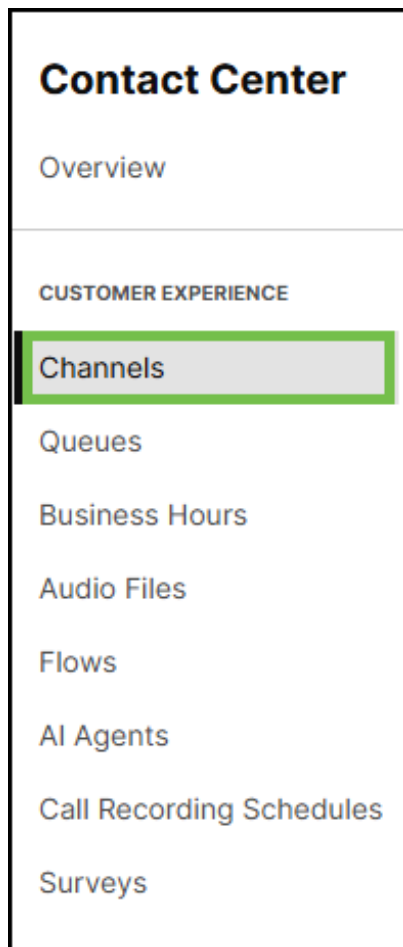 Contact Center
Overview
CUSTOMER EXPERIENCE
Channels
Queues
Business Hours
Audio Files
Flows
AI Agents
Call Recording Schedules
Surveys